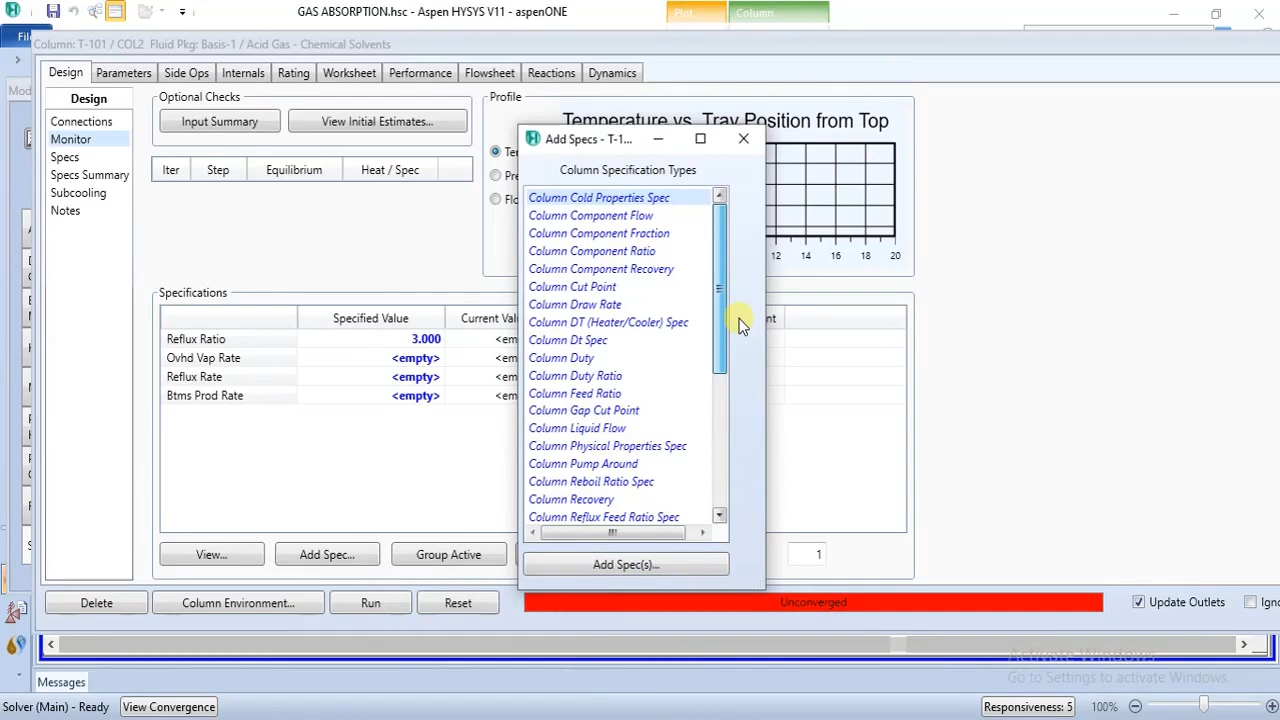 GAS ABSORPTION.hsc - Aspen HYSYS V11 - aspenONE
Plot
Column
Column: T-101 / COL2 Fluid Pkg: Basis-1 / Acid Gas - Chemical Solvents
Design
Parameters
Side Ops
Internals
Rating
Worksheet
Performance
Flowsheet
Reactions
Dynamics
Design
Connections
Monitor
Specs
Specs Summary
Subcooling
Notes
Optional Checks
Input Summary
View Initial Estimates...
Profile
Temperature vs. Tray Position from Top
Iter
Step
Equilibrium
Heat / Spec
12 14 16 18 20
Add Specs - T-1...
Column Specification Types
Column Cold Properties Spec
Column Component Flow
Column Component Fraction
Column Component Ratio
Column Component Recovery
Column Cut Point
Column Draw Rate
Column DT (Heater/Cooler) Spec
Column Dt Spec
Column Duty
Column Duty Ratio
Column Feed Ratio
Column Gap Cut Point
Column Liquid Flow
Column Physical Properties Spec
Column Pump Around
Column Reboil Ratio Spec
Column Recovery
Column Reflux Feed Ratio Spec
Add Spec(s)...
Specifications
Specified Value
Reflux Ratio 3.000
Ovhd Vap Rate <empty>
Reflux Rate <empty>
Btms Prod Rate <empty>
View...
Add Spec...
Group Active
1
Delete
Column Environment...
Run
Reset
Unconverged
Update Outlets
Activate Windows
Go to Settings to activate Windows.
Messages
Solver (Main) - Ready
View Convergence
Responsiveness: 5
100%